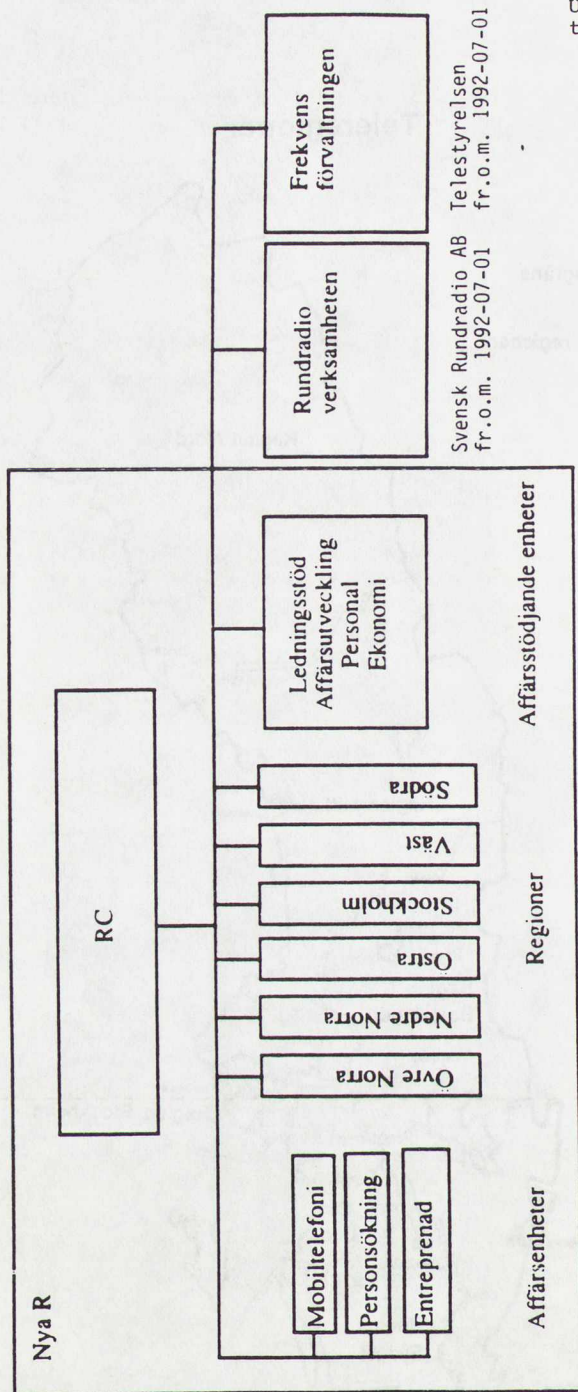 Nya R
RC
Mobiltelefoni
Personsökning
Entreprenad
Övre Norra
Nedre Norra
Östra
Stockholm
Väst
Södra
Ledningsstöd
Affärsutveckling
Personal
Ekonomi
Rundradio
verksamheten
Frekvens
förvaltningen
Svensk Rundradio AB
fr.o.m. 1992-07-01
Telestyrelsen
fr.o.m. 1992-07-01
Affärsenheter
Regioner
Affärsstödjande enheter